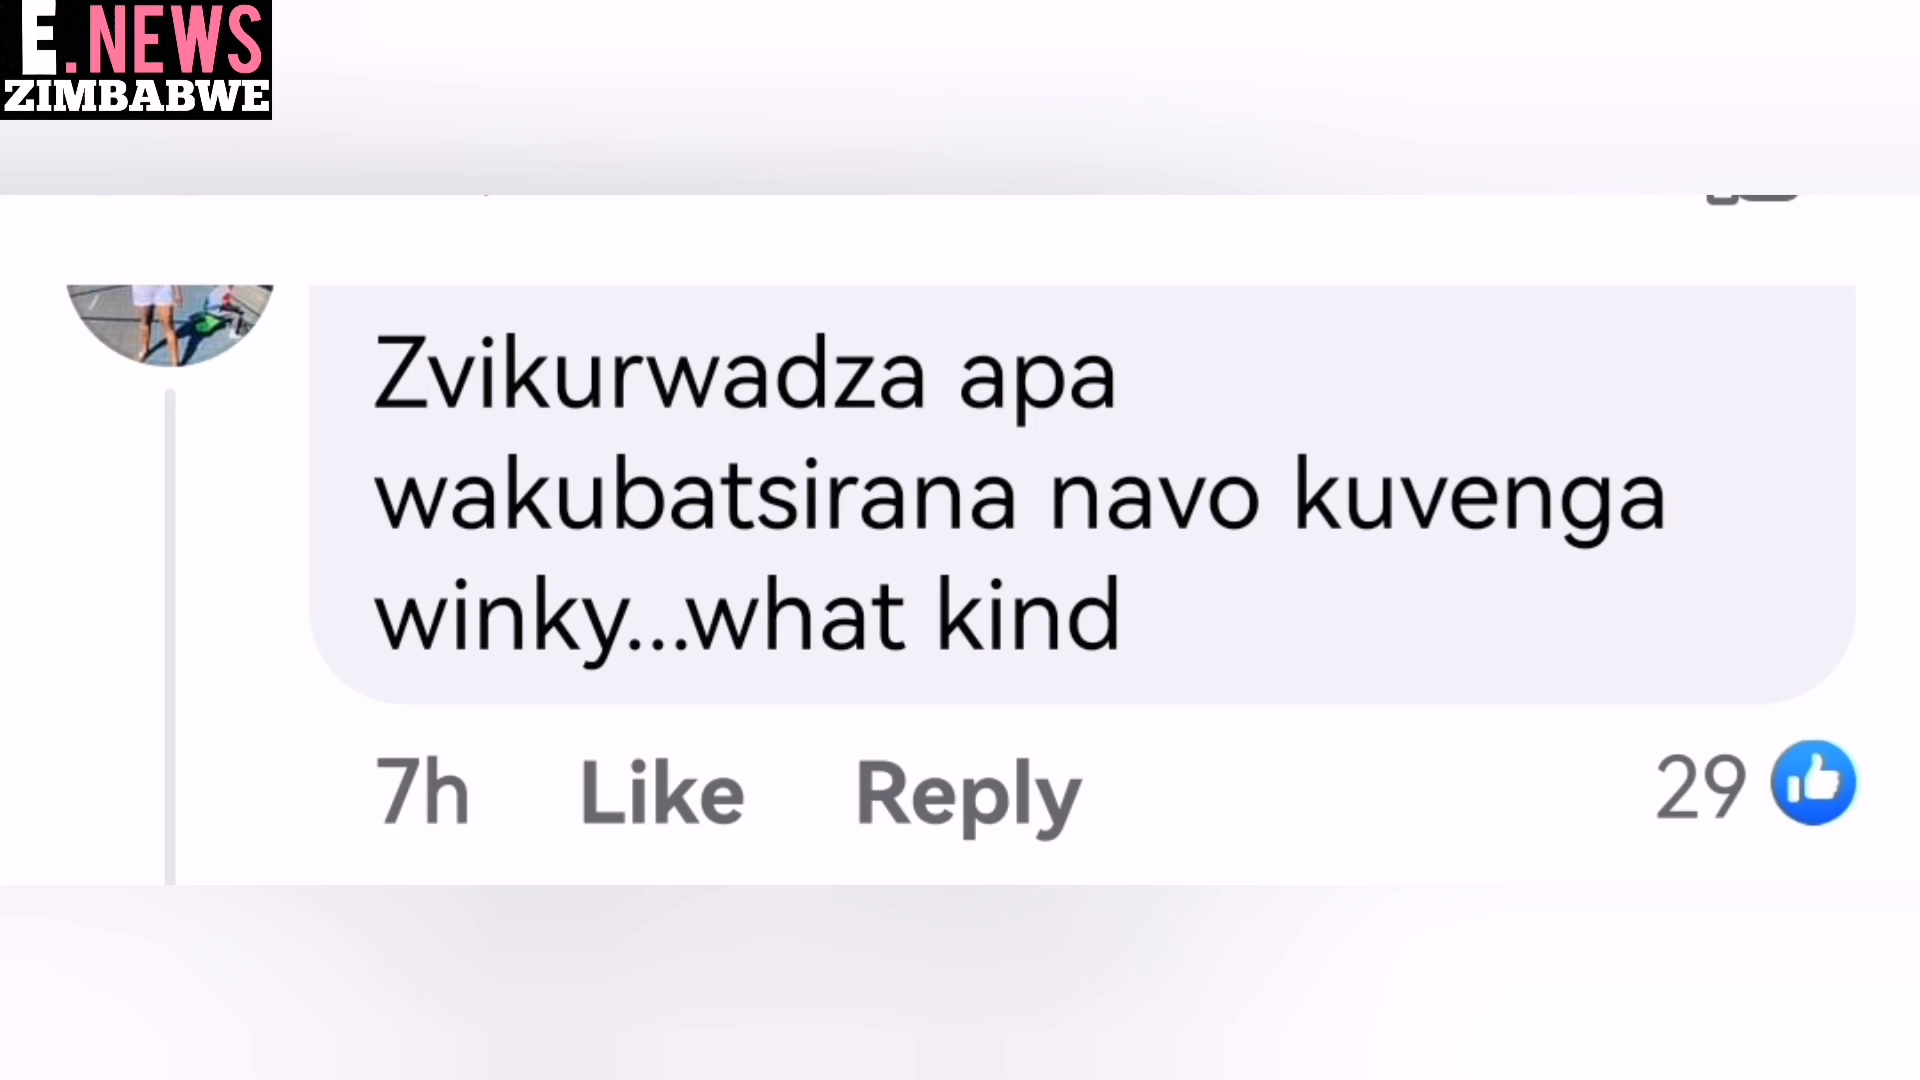 E.NEWS
ZIMBABWE
Zvikurwadza apa
wakubatsirana navo kuvenga
winky...what kind
7h Like Reply 29